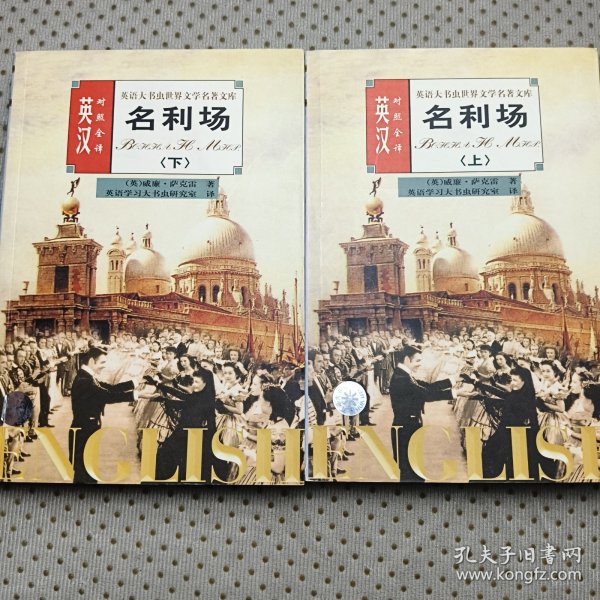 英汉
对照全译
英语大书虫世界文学名著文库
名利场
〈下〉
(英)威廉·萨克雷 著
英语学习大书虫研究室 译
ENGLISH
英汉
对照全译
英语大书虫世界文学名著文库
名利场
〈上〉
(英)威廉·萨克雷 著
英语学习大书虫研究室 译
ENGLISH
孔夫子旧书网
www.kongfz.com